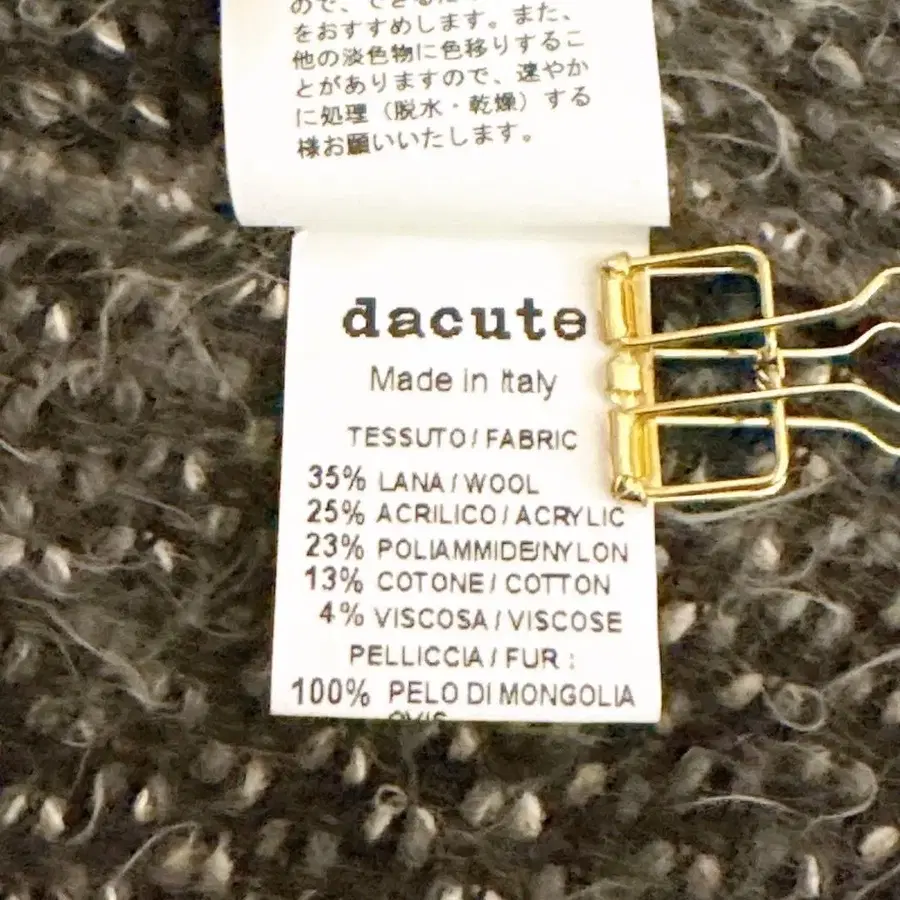 をおすすめします。また、
他の淡色物に色移りするこ
とがありますので、速やか
に処理（脱水・乾燥）する
様お願いいたします。
dacute
Made in Italy
TESSUTO / FABRIC
35% LANA / WOOL
25% ACRILICO / ACRYLIC
23% POLIAMMIDE/NYLON
13% COTONE / COTTON
4% VISCOSA / VISCOSE
PELLICCIA / FUR :
100% PELO DI MONGOLIA